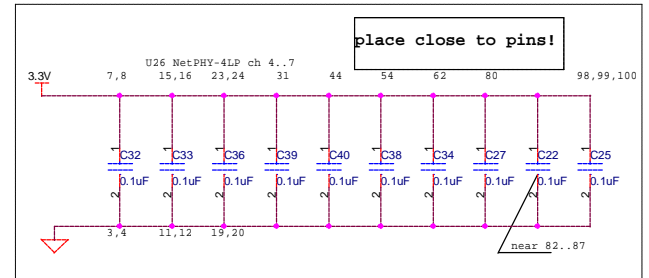 place close to pins!
U26 NetPHY-4LP ch 4..7
3.3V 7,8 15,16 23,24 31 44 54 62 80 98,99,100
1 1 1 1 1 1 1 1 1 1
C32 C33 C36 C39 C40 C38 C34 C27 C22 C25
0.1uF 0.1uF 0.1uF 0.1uF 0.1uF 0.1uF 0.1uF 0.1uF 0.1uF 0.1uF
2 2 2 2 2 2 2 2 2 2
3,4 11,12 19,20
near 82..87